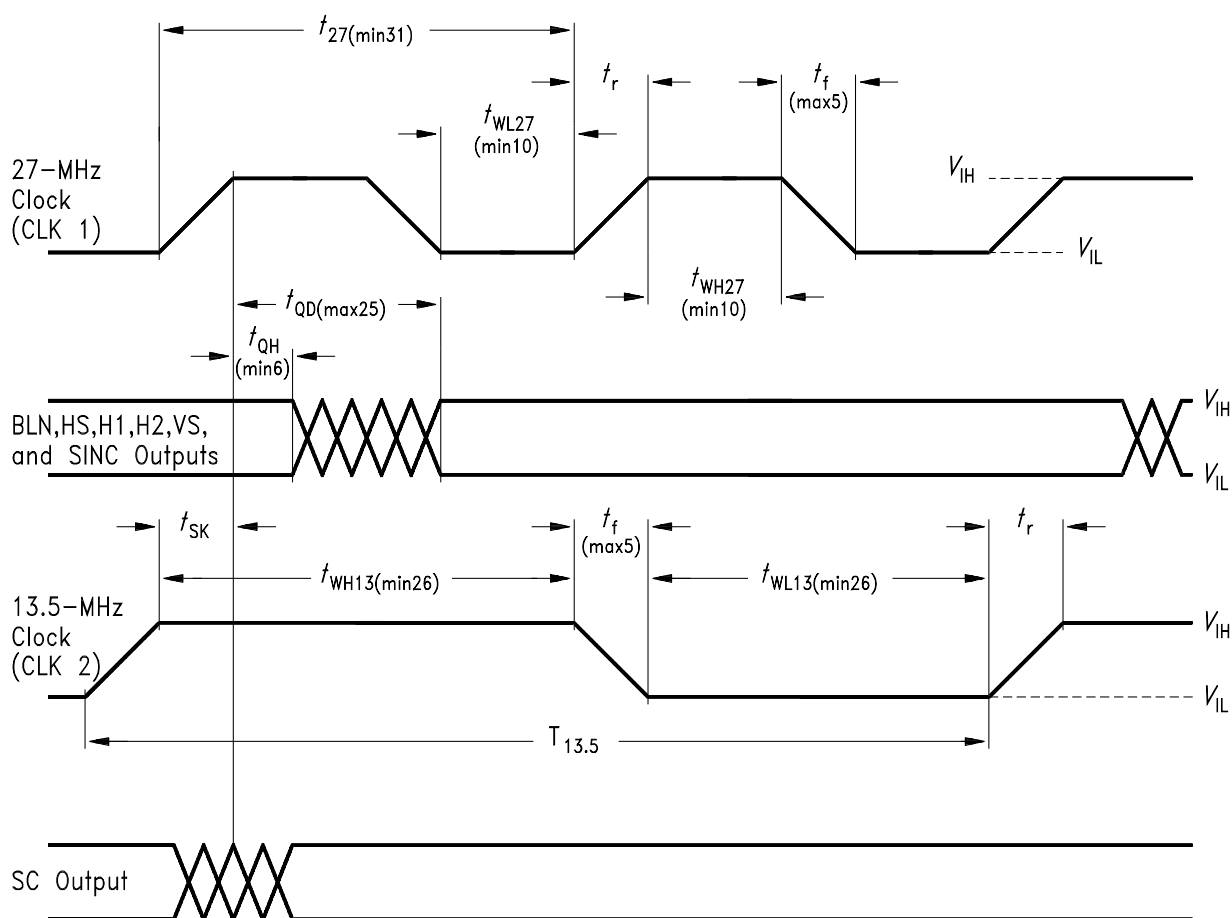 t27(min31)
tr
tf
(max5)
tWL27
(min10)
27-MHz
Clock
(CLK 1)
VIH
VIL
tWH27
(min10)
tQD(max25)
tQH
(min6)
VIH
BLN,HS,H1,H2,VS,
and SINC Outputs
VIL
tSK
tf
(max5)
tr
tWH13(min26)
tWL13(min26)
13.5-MHz
Clock
(CLK 2)
VIH
VIL
T13.5
SC Output